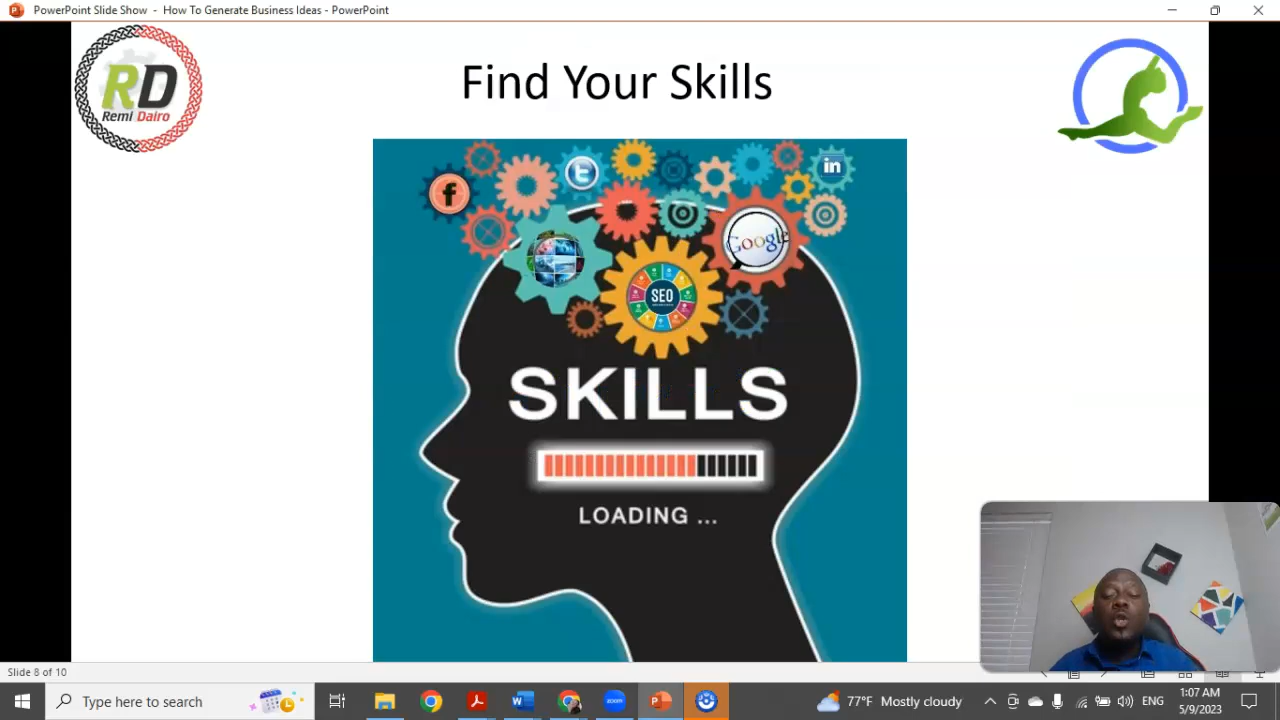 PowerPoint Slide Show - How To Generate Business Ideas - PowerPoint
RD
Remi Dairo
Find Your Skills
f
t
in
Google
SEO
SKILLS
LOADING ...
Slide 8 of 10
Type here to search
zoom
77°F Mostly cloudy
ENG
1:07 AM
5/9/2023